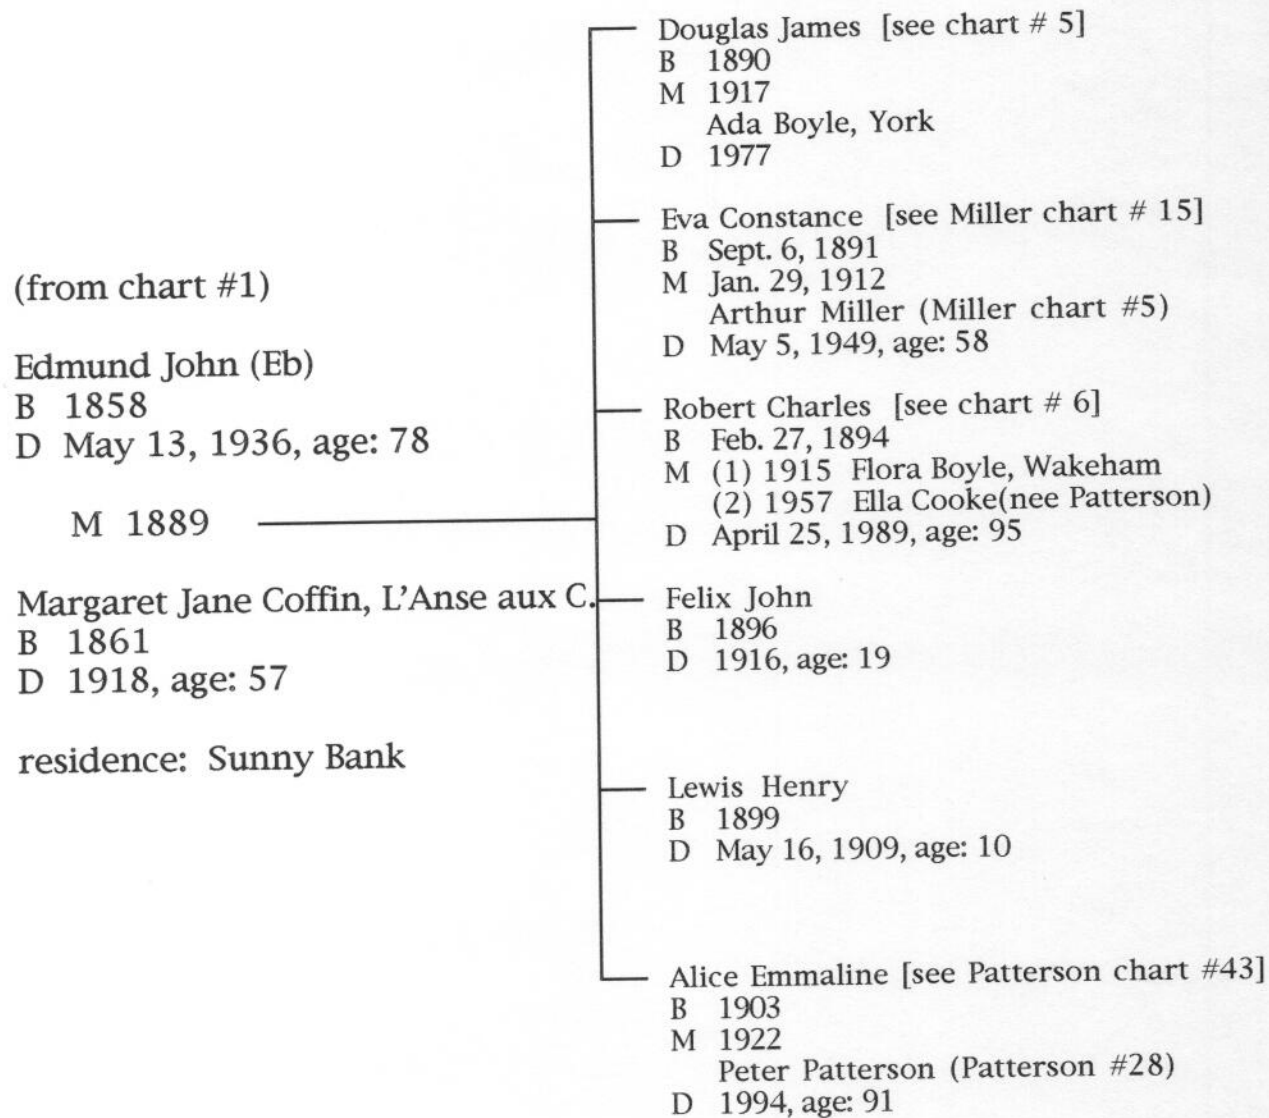 (from chart #1)
Edmund John (Eb)
B 1858
D May 13, 1936, age: 78
M 1889
Margaret Jane Coffin, L'Anse aux C.
B 1861
D 1918, age: 57
residence: Sunny Bank
Douglas James [see chart # 5]
B 1890
M 1917
Ada Boyle, York
D 1977
Eva Constance [see Miller chart # 15]
B Sept. 6, 1891
M Jan. 29, 1912
Arthur Miller (Miller chart #5)
D May 5, 1949, age: 58
Robert Charles [see chart # 6]
B Feb. 27, 1894
M (1) 1915 Flora Boyle, Wakeham
(2) 1957 Ella Cooke(nee Patterson)
D April 25, 1989, age: 95
Felix John
B 1896
D 1916, age: 19
Lewis Henry
B 1899
D May 16, 1909, age: 10
Alice Emmaline [see Patterson chart #43]
B 1903
M 1922
Peter Patterson (Patterson #28)
D 1994, age: 91